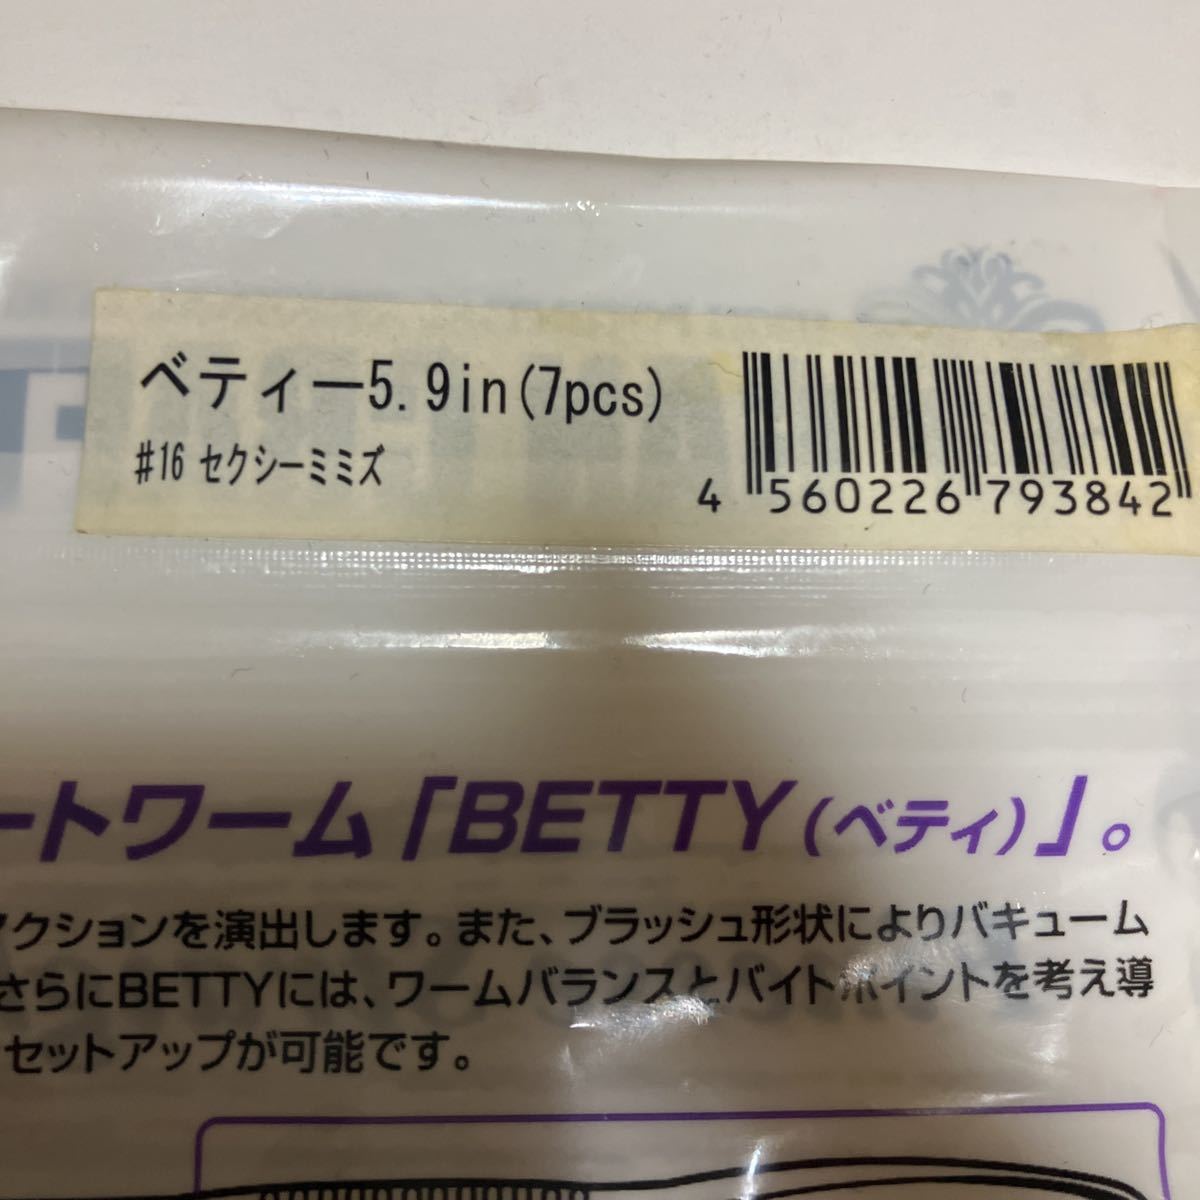 ベティー5.9in(7pcs)
#16 セクシーミミズ
4 560226 793842
ートワーム「BETTY(ベティ)」。
アクションを演出します。また、ブラッシュ形状によりバキューム
さらにBETTYには、ワームバランスとバイトポイントを考え導
セットアップが可能です。